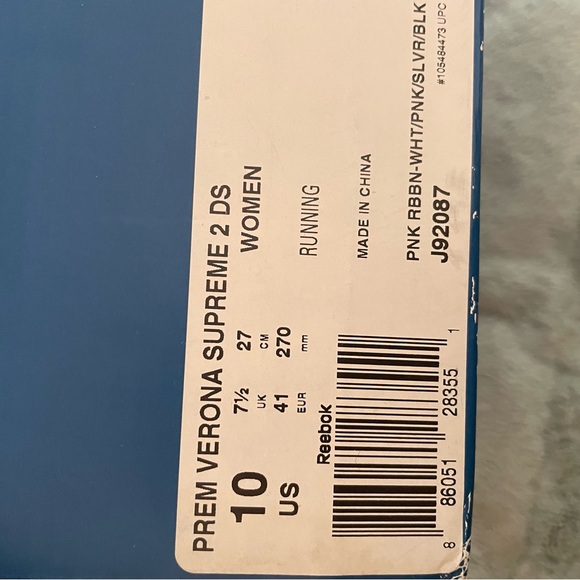 PREM VERONA SUPREME 2 DS
10
US
7½
UK
27
CM
41
EUR
270
mm
WOMEN
RUNNING
Reebok
MADE IN CHINA
PNK RBBN-WHT/PNK/SLVR/BLK
J92087
#105484473 UPC
8 86051 28355 1